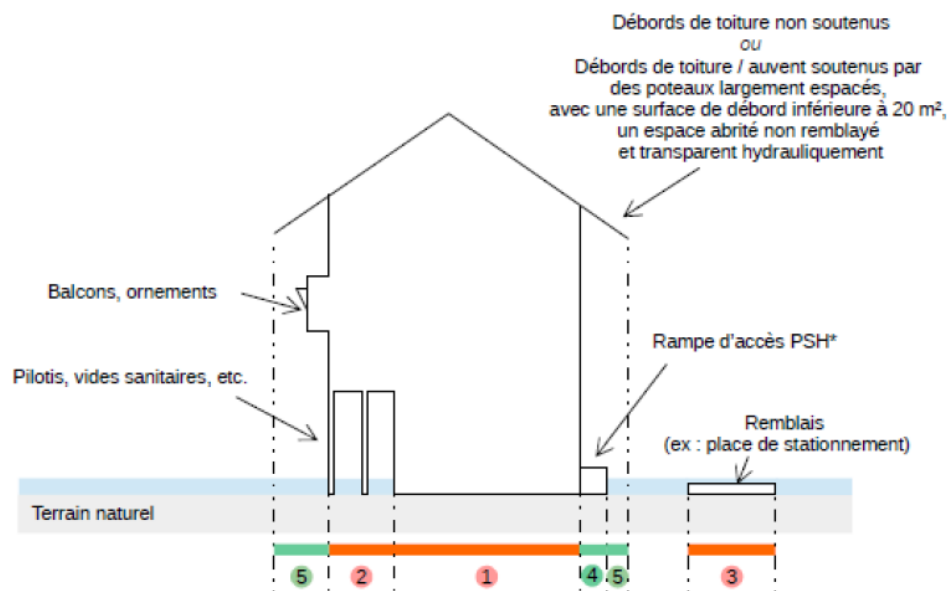 Débords de toiture non soutenus
ou
Débords de toiture / auvent soutenus par
des poteaux largement espacés,
avec une surface de débord inférieure à 20 m²,
un espace abrité non remblayé
et transparent hydrauliquement
Balcons, ornements
Rampe d'accès PSH*
Pilotis, vides sanitaires, etc.
Remblais
(ex : place de stationnement)
Terrain naturel
5 2 1 4 5 3